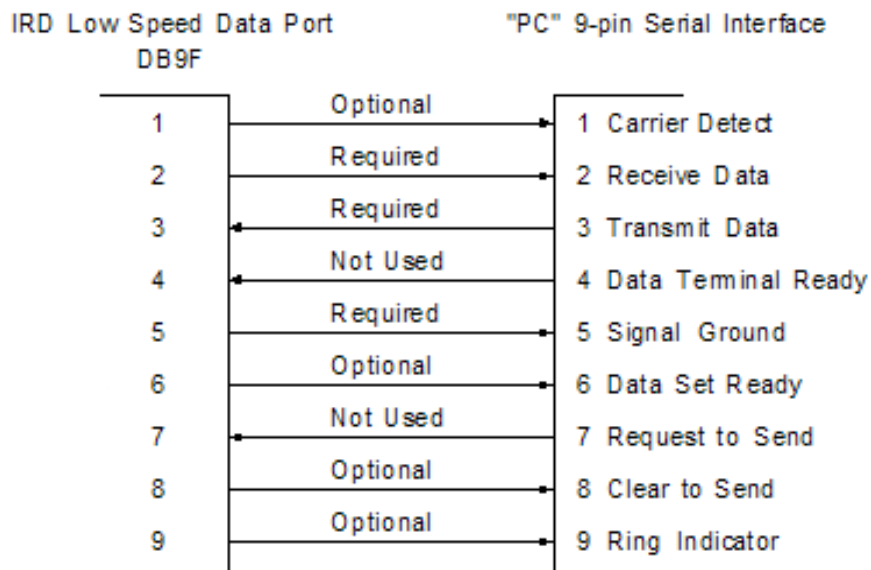 IRD Low Speed Data Port "PC" 9-pin Serial Interface
DB9F
Optional
1 1 Carrier Detect
Required
2 2 Receive Data
Required
3 3 Transmit Data
Not Used
4 4 Data Terminal Ready
Required
5 5 Signal Ground
Optional
6 6 Data Set Ready
Not Used
7 7 Request to Send
Optional
8 8 Clear to Send
Optional
9 9 Ring Indicator